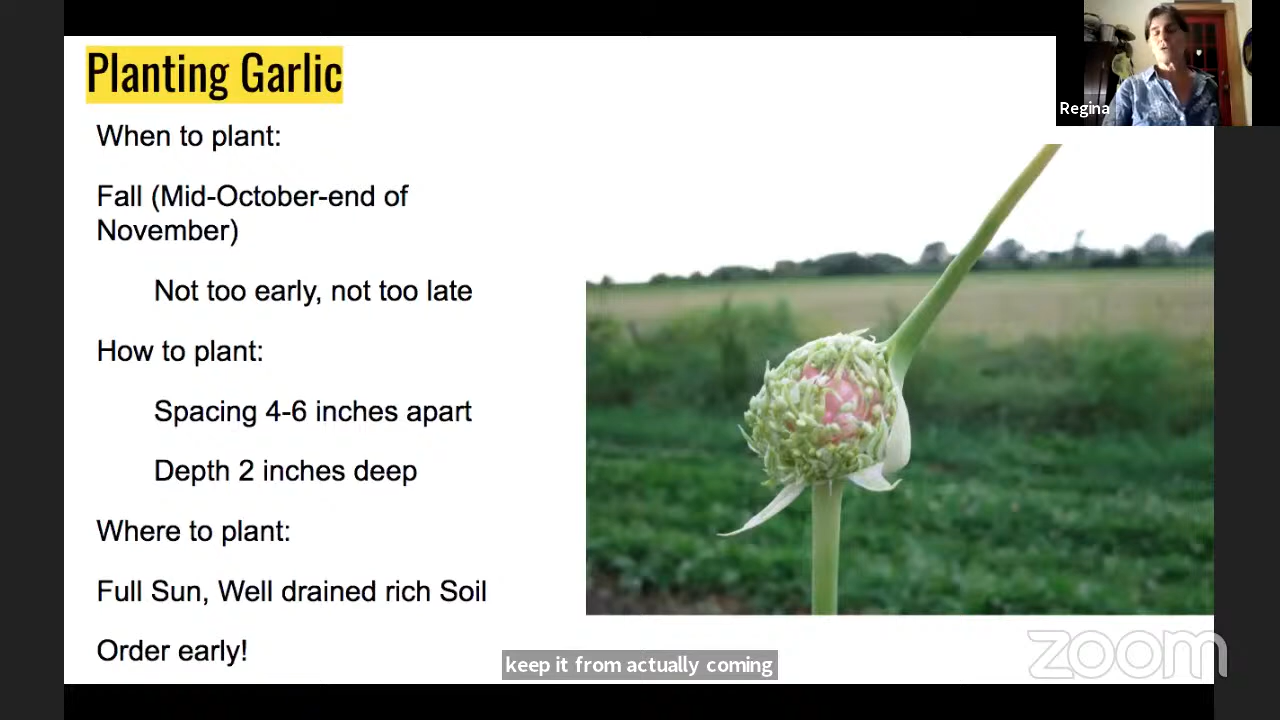 Planting Garlic
Regina
When to plant:
Fall (Mid-October-end of
November)
Not too early, not too late
How to plant:
Spacing 4-6 inches apart
Depth 2 inches deep
Where to plant:
Full Sun, Well drained rich Soil
Order early!
keep it from actually coming
zoom